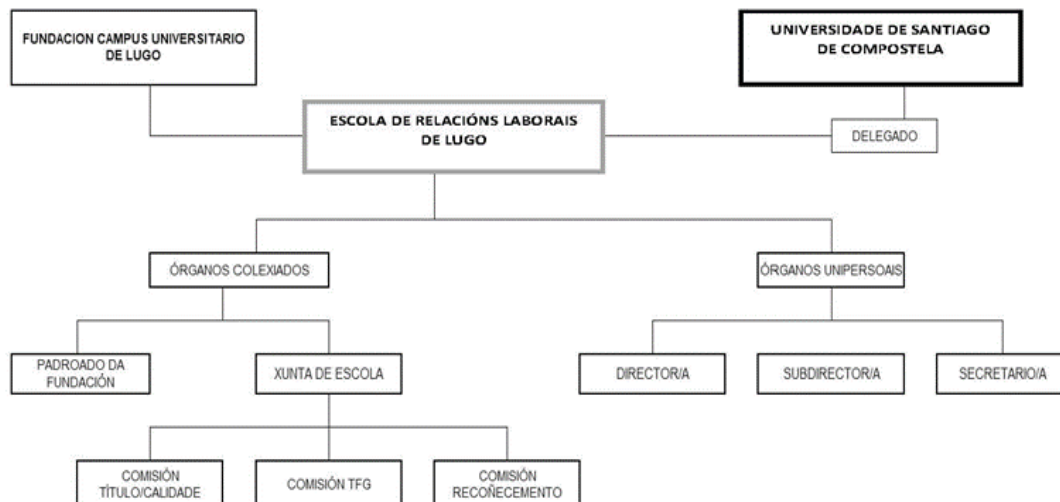 FUNDACION CAMPUS UNIVERSITARIO
DE LUGO
UNIVERSIDADE DE SANTIAGO
DE COMPOSTELA
ESCOLA DE RELACIÓNS LABORAIS
DE LUGO
DELEGADO
ÓRGANOS COLEXIADOS
ÓRGANOS UNIPERSOAIS
PADROADO DA
FUNDACIÓN
XUNTA DE ESCOLA
DIRECTOR/A
SUBDIRECTOR/A
SECRETARIO/A
COMISIÓN
TÍTULO/CALIDADE
COMISIÓN TFG
COMISIÓN
RECOÑECEMENTO